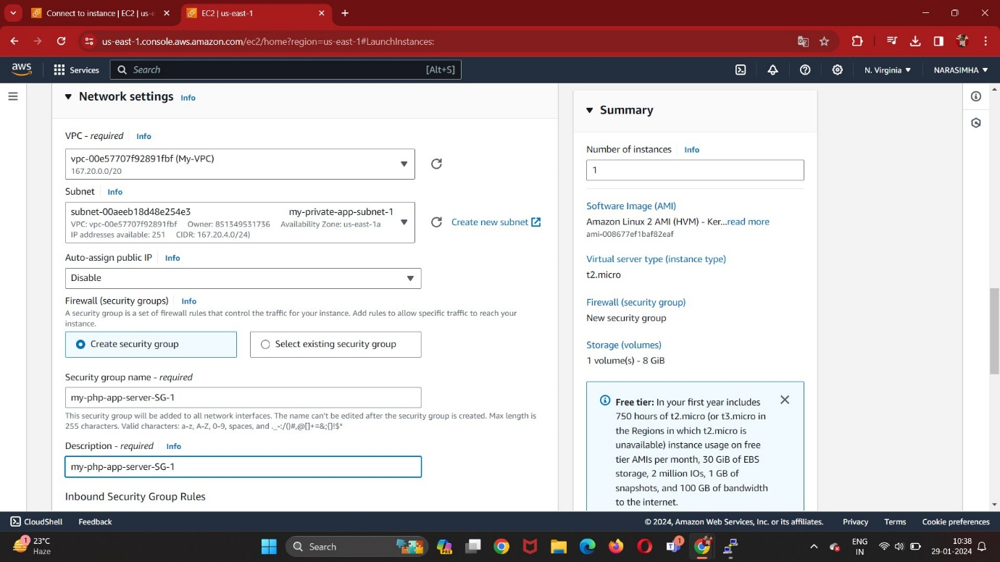 Connect to instance | EC2 | us-e
EC2 | us-east-1
us-east-1.console.aws.amazon.com/ec2/home?region=us-east-1#LaunchInstances:
aws
Services
Search
[Alt+S]
N. Virginia
NARASIMHA
Network settings
Info
VPC - required
Info
vpc-00e57707f92891fbf (My-VPC)
167.20.0.0/20
Subnet
Info
subnet-00aeeb18d48e254e3 my-private-app-subnet-1
VPC: vpc-00e57707f92891fbf Owner: 851349531736 Availability Zone: us-east-1a
IP addresses available: 251 CIDR: 167.20.4.0/24)
Create new subnet
Auto-assign public IP
Info
Disable
Firewall (security groups)
Info
A security group is a set of firewall rules that control the traffic for your instance. Add rules to allow specific traffic to reach your
instance.
Create security group
Select existing security group
Security group name - required
my-php-app-server-SG-1
This security group will be added to all network interfaces. The name can't be edited after the security group is created. Max length is
255 characters. Valid characters: a-z, A-Z, 0-9, spaces, and ._-:/()#,@[]+=&;{}!$*
Description - required
Info
my-php-app-server-SG-1
Inbound Security Group Rules
Summary
Number of instances
Info
1
Software Image (AMI)
Amazon Linux 2 AMI (HVM) - Ker...read more
ami-008677ef1baf82eaf
Virtual server type (instance type)
t2.micro
Firewall (security group)
New security group
Storage (volumes)
1 volume(s) - 8 GiB
Free tier: In your first year includes
750 hours of t2.micro (or t3.micro in
the Regions in which t2.micro is
unavailable) instance usage on free
tier AMIs per month, 30 GiB of EBS
storage, 2 million IOs, 1 GB of
snapshots, and 100 GB of bandwidth
to the internet.
CloudShell
Feedback
© 2024, Amazon Web Services, Inc. or its affiliates.
Privacy
Terms
Cookie preferences
1
23°C
Haze
Search
PRE
1
ENG
IN
10:38
29-01-2024